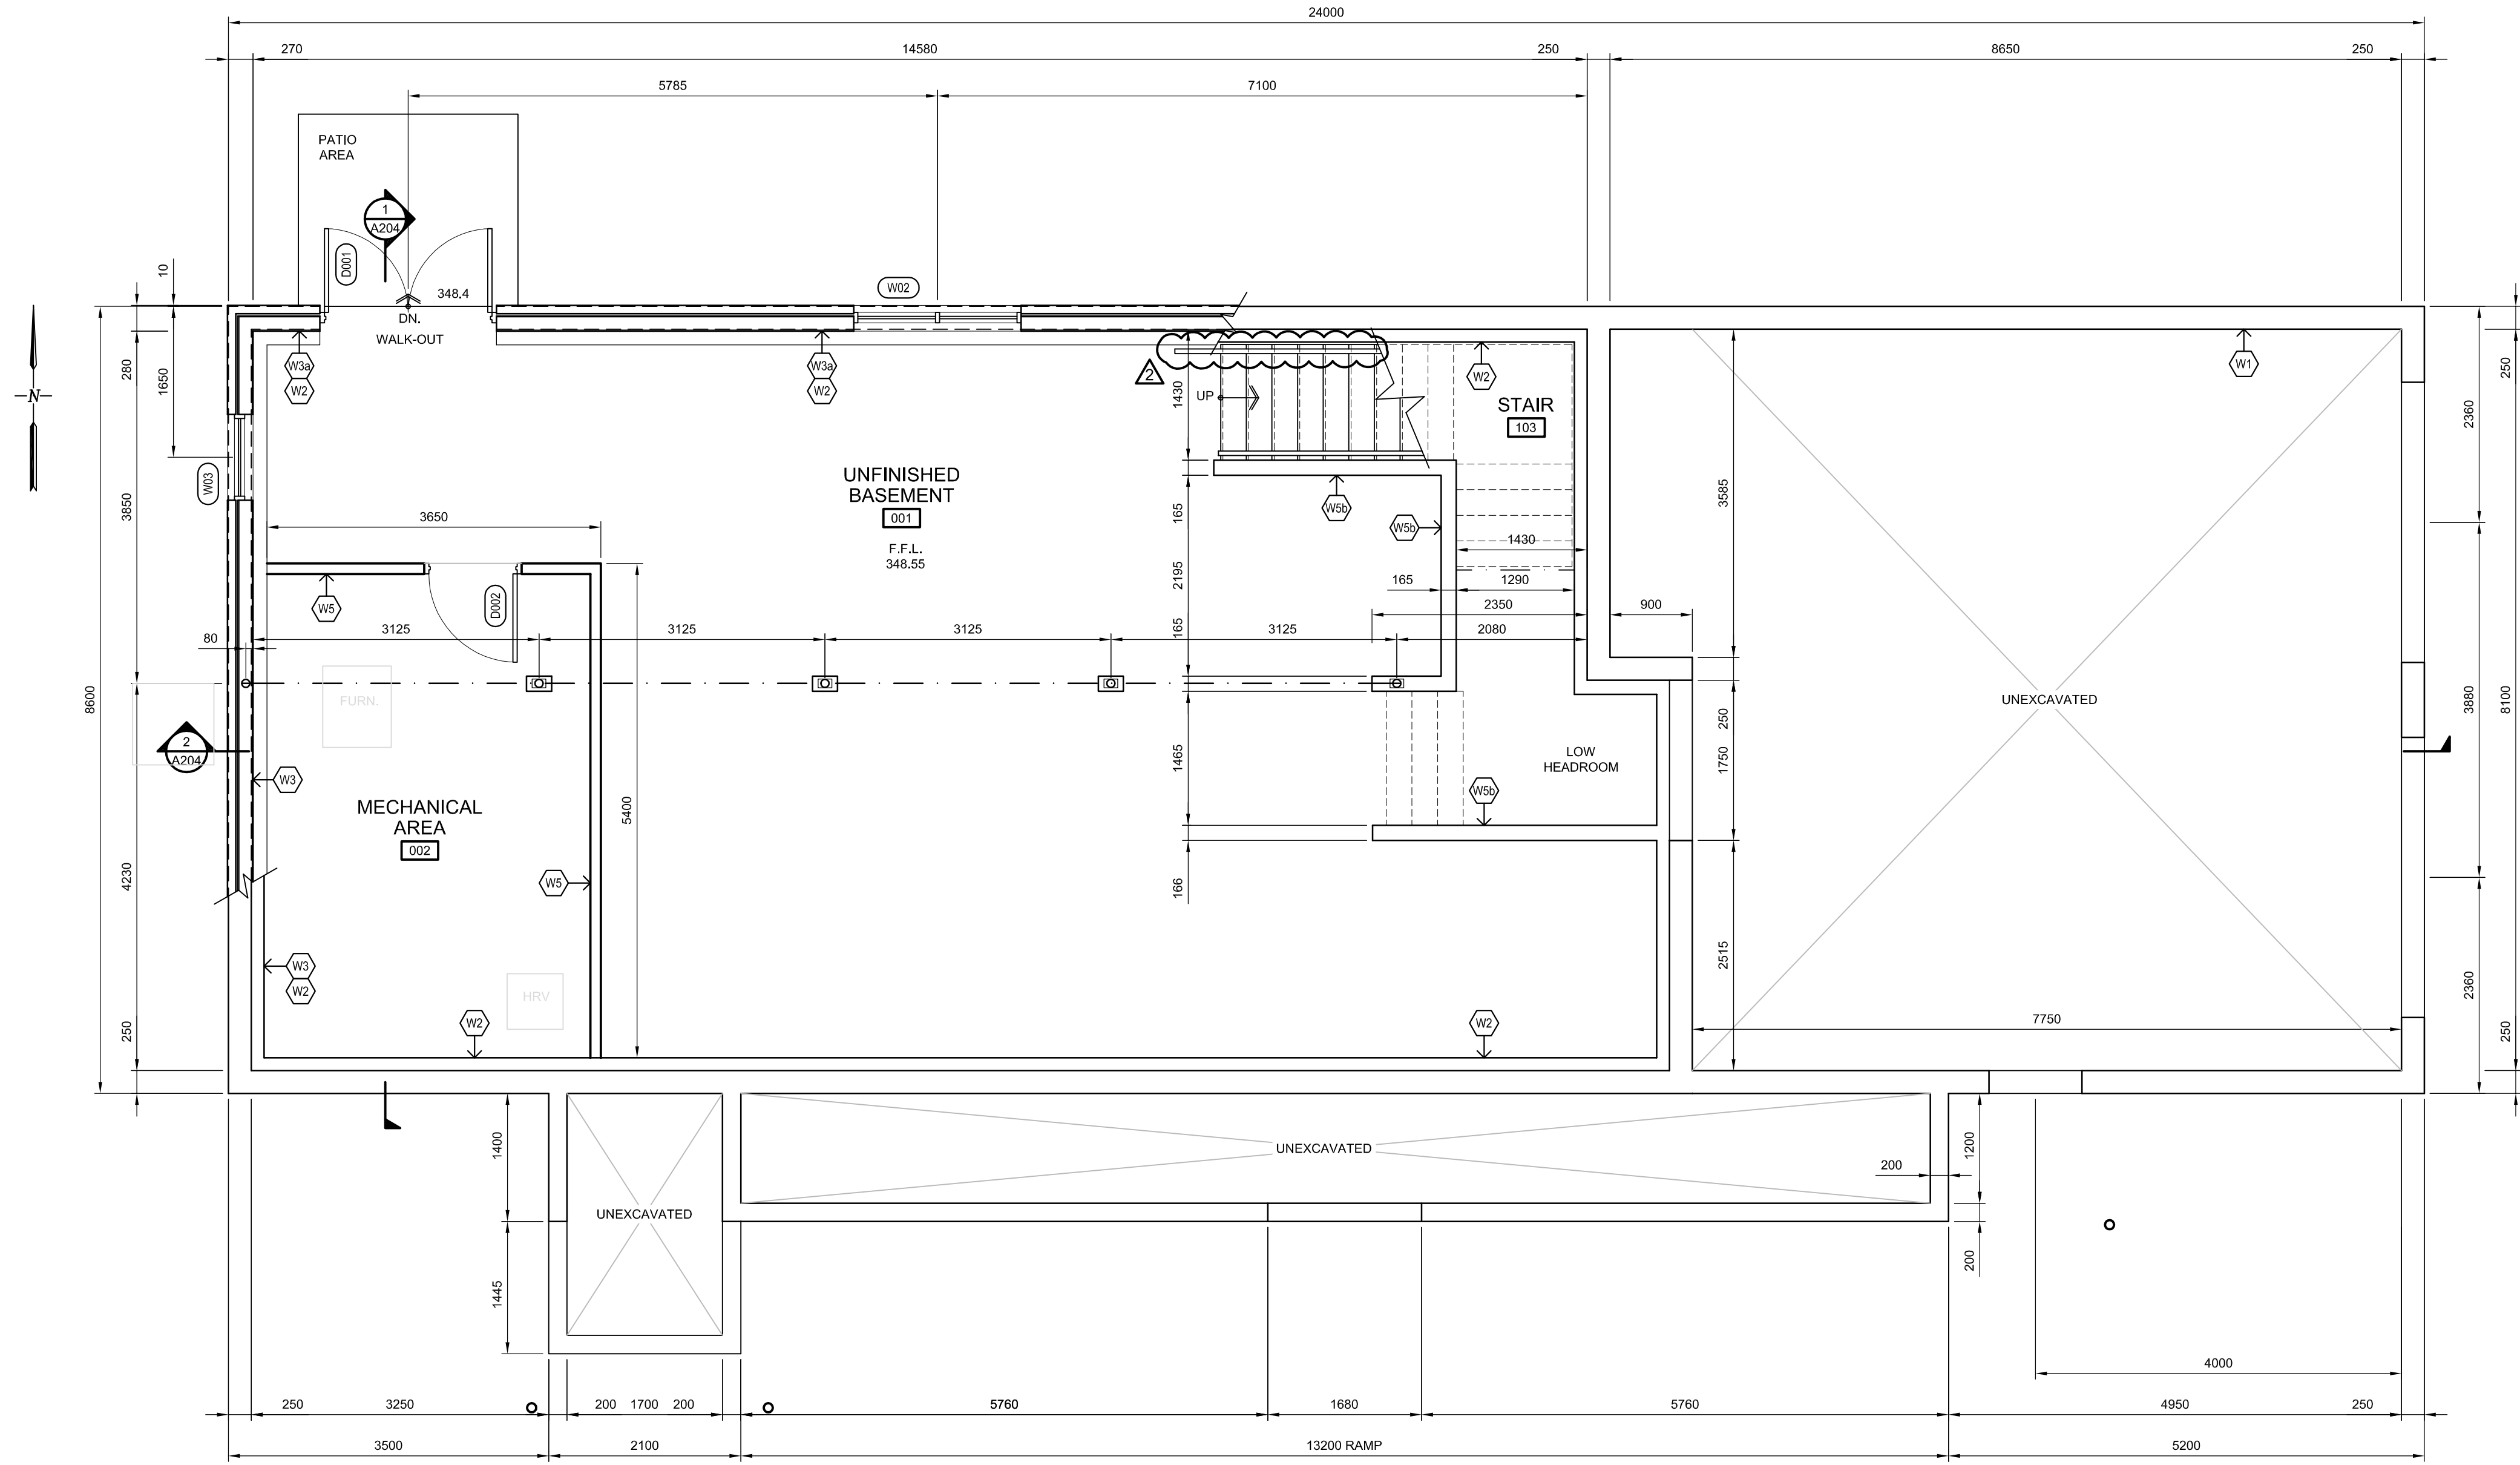 24000
270
14580
250
8650
250
5785
7100
PATIO
AREA
1
A204
D001
10
348.4
W02
DN.
WALK-OUT
280
1650
W3a
W2
W3a
W2
2
1430
UP
W2
STAIR
103
W1
250
2360
N
W03
3850
UNFINISHED
BASEMENT
001
F.F.L.
348.55
3650
165
W5b
W5b
3585
1430
W5
D002
2195
165
1290
2350
900
80
3125
3125
3125
165
3125
2080
8600
FURN.
UNEXCAVATED
3880
8100
2
A204
W3
250
1750
1465
LOW
HEADROOM
W5b
MECHANICAL
AREA
002
5400
4230
W5
166
2515
W3
W2
HRV
2360
250
W2
W2
7750
250
1400
UNEXCAVATED
1200
200
UNEXCAVATED
200
1445
4000
250
3250
200
1700
200
5760
1680
5760
4950
250
3500
2100
13200 RAMP
5200